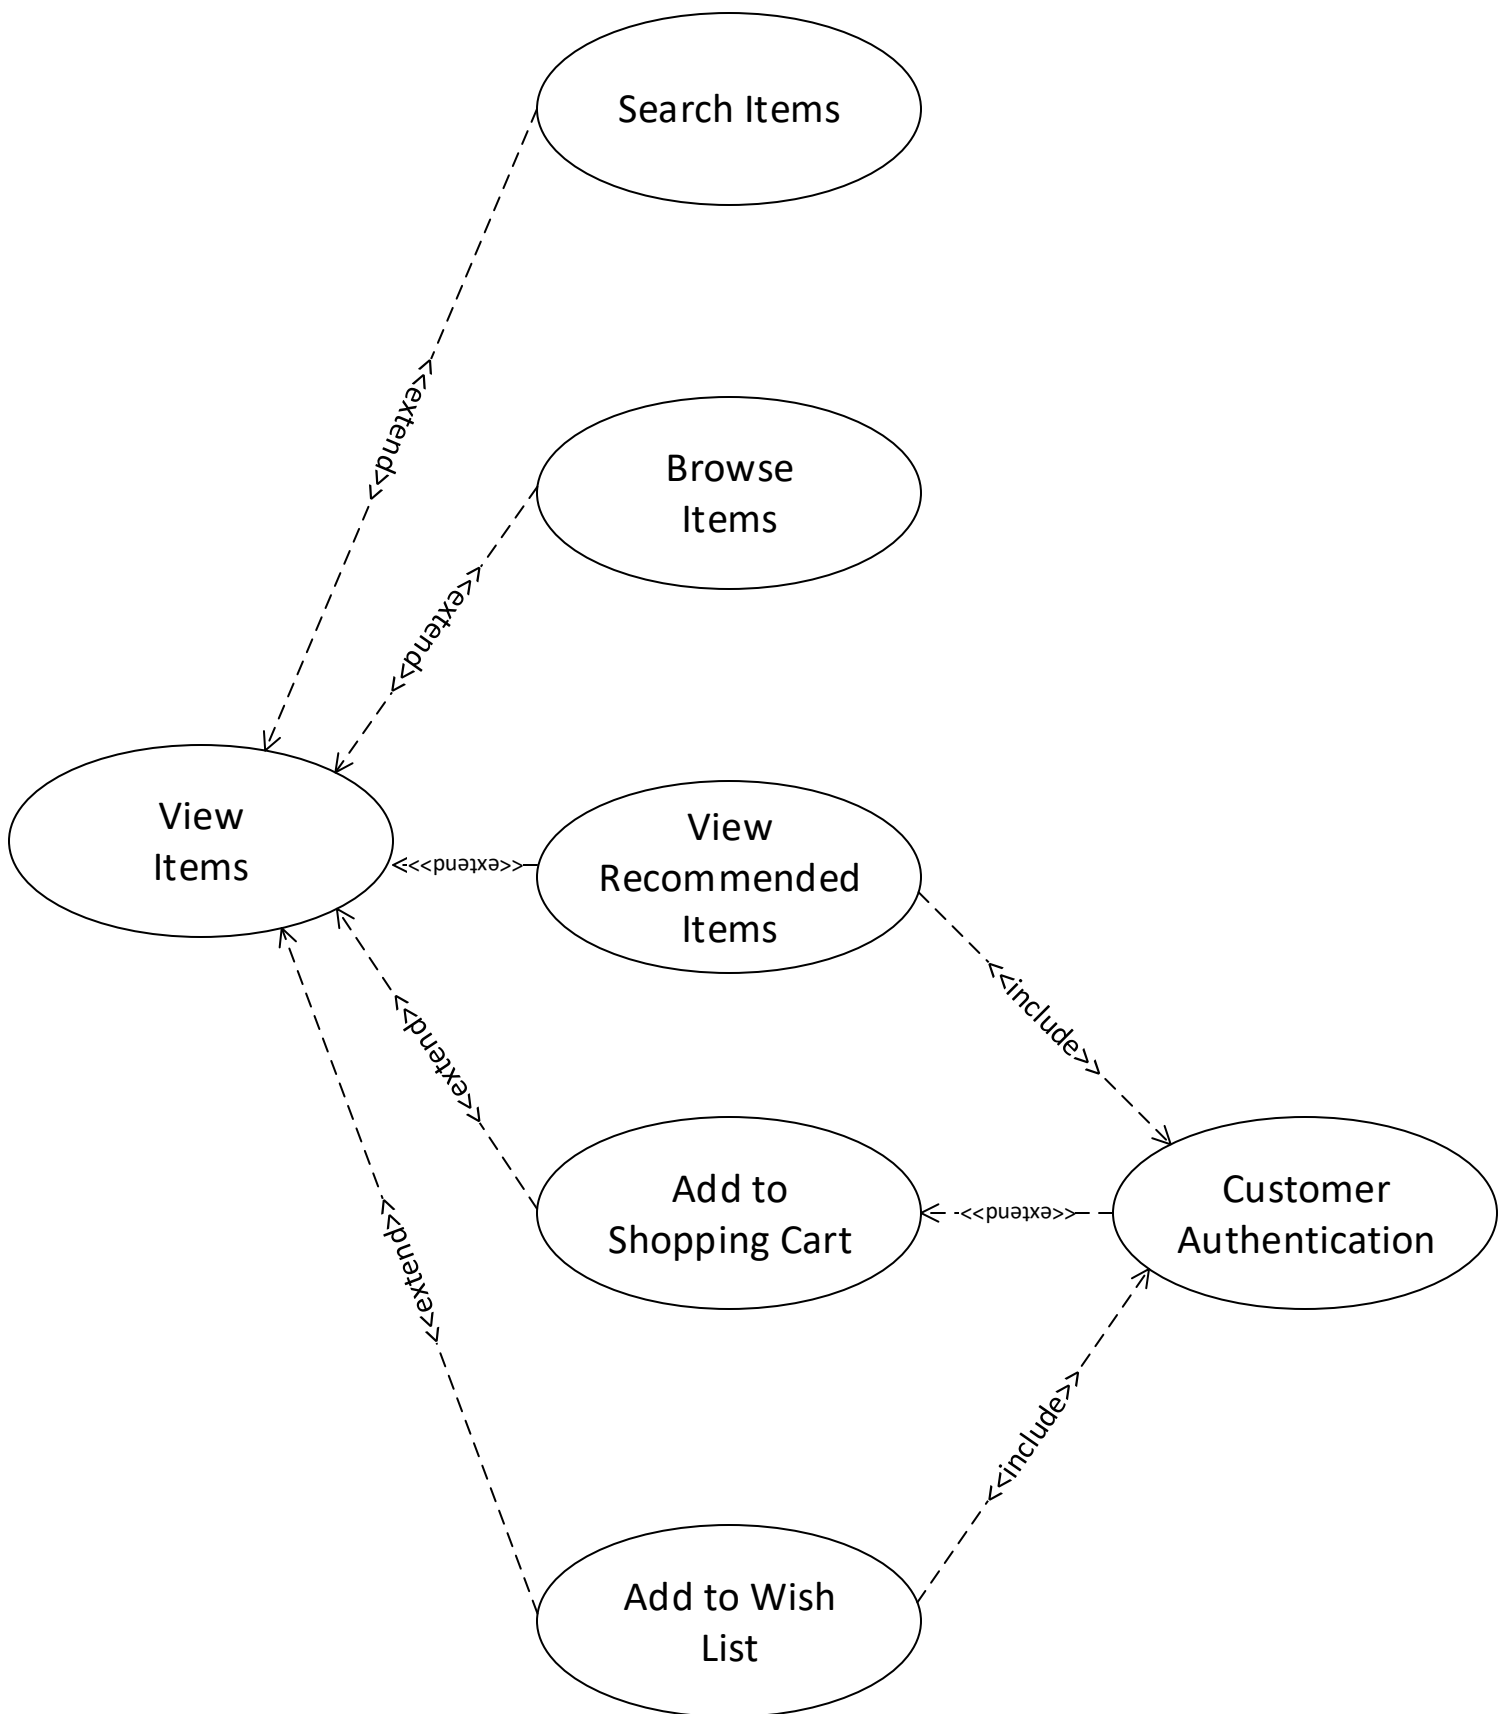 Search Items
<<extend>>
Browse
Items
<<extend>>
View
Items
<<extend>>
View
Recommended
Items
<<extend>>
<<include>>
Add to
Shopping Cart
<<extend>>
Customer
Authentication
<<extend>>
<<include>>
Add to Wish
List